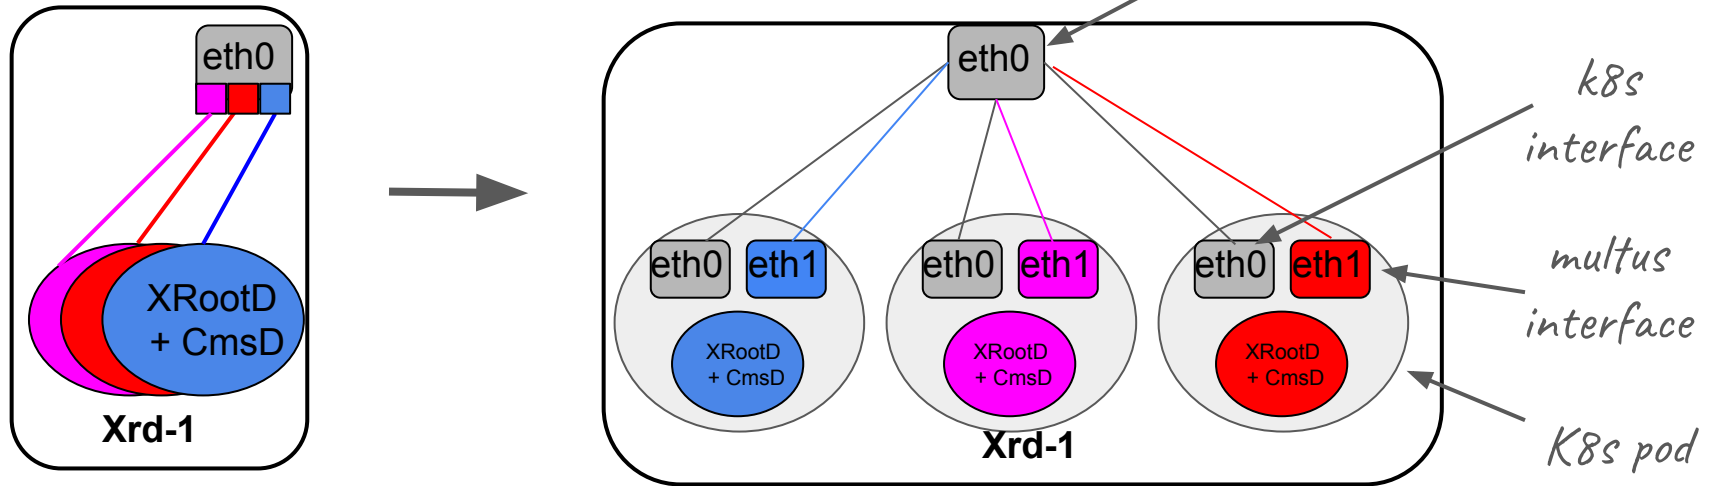 eth0
XRootD
+ CmsD
Xrd-1
eth0
eth0
eth1
XRootD
+ CmsD
eth0
eth1
XRootD
+ CmsD
eth0
eth1
XRootD
+ CmsD
Xrd-1
k8s
interface
multus
interface
K8s pod